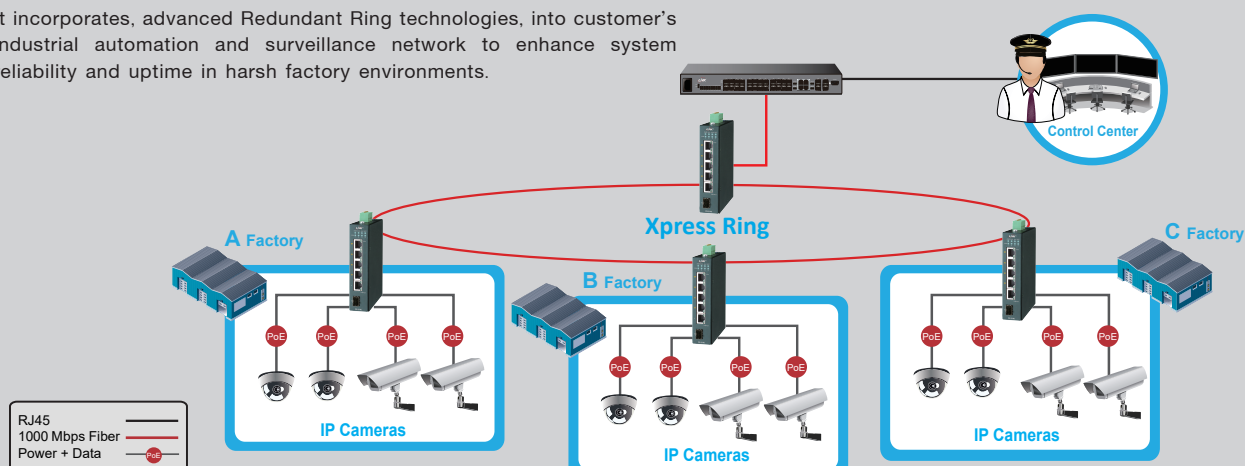 t incorporates, advanced Redundant Ring technologies, into customer's
ndustrial automation and surveillance network to enhance system
eliability and uptime in harsh factory environments.
Control Center
Xpress Ring
A Factory
B Factory
C Factory
PoE PoE PoE PoE
PoE PoE PoE PoE
PoE PoE PoE PoE
IP Cameras
IP Cameras
IP Cameras
RJ45
1000 Mbps Fiber
Power + Data PoE